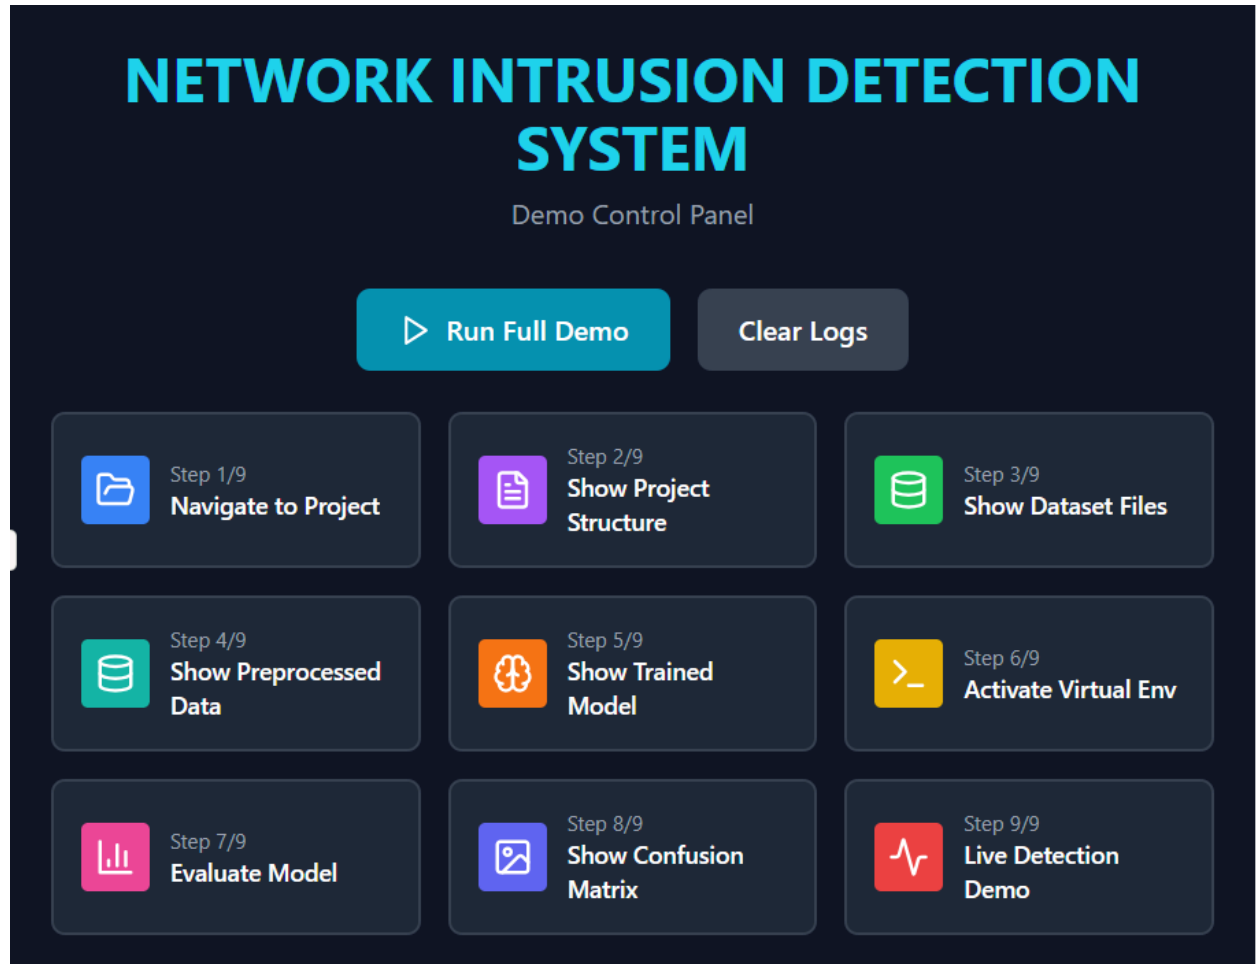 NETWORK INTRUSION DETECTION
SYSTEM
Demo Control Panel
Run Full Demo
Clear Logs
Step 1/9
Navigate to Project
Step 2/9
Show Project
Structure
Step 3/9
Show Dataset Files
Step 4/9
Show Preprocessed
Data
Step 5/9
Show Trained
Model
Step 6/9
Activate Virtual Env
Step 7/9
Evaluate Model
Step 8/9
Show Confusion
Matrix
Step 9/9
Live Detection
Demo